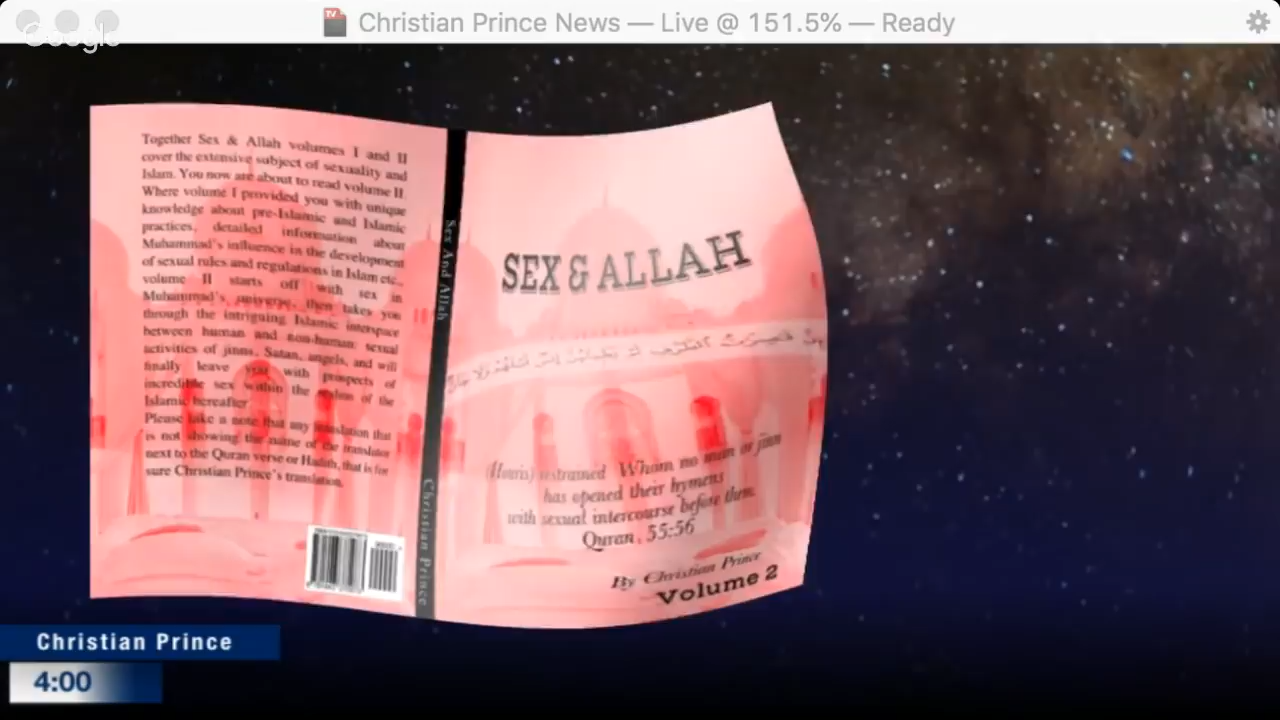 Christian Prince News — Live @ 151.5% — Ready
Google
Together Sex & Allah volumes I and II
cover the extensive subject of sexuality and
Islam. You now are about to read volume II.
Where volume I provided you with unique
knowledge about pre-Islamic and Islamic
practices, detailed information about
Muhammad's influence in the development
of sexual rules and regulations in Islam etc.,
volume II starts off with sex in
Muhammad's universe, then takes you
through the intriguing Islamic interspace
between human and non-human sexual
activities of jinns, Satan, angels, and will
finally leave you with prospects of
incredible sex within the realms of the
Islamic hereafter.
Please take a note that any translation that
is not showing the name of the translator
next to the Quran verse or Hadith, that is for
sure Christian Prince's translation.
Sex And Allah
Christian Prince
SEX & ALLAH
(Houris) restrained Whom no man or jinn
has opened their hymens
with sexual intercourse before them.
Quran, 55:56
By Christian Prince
Volume 2
Christian Prince
4:00